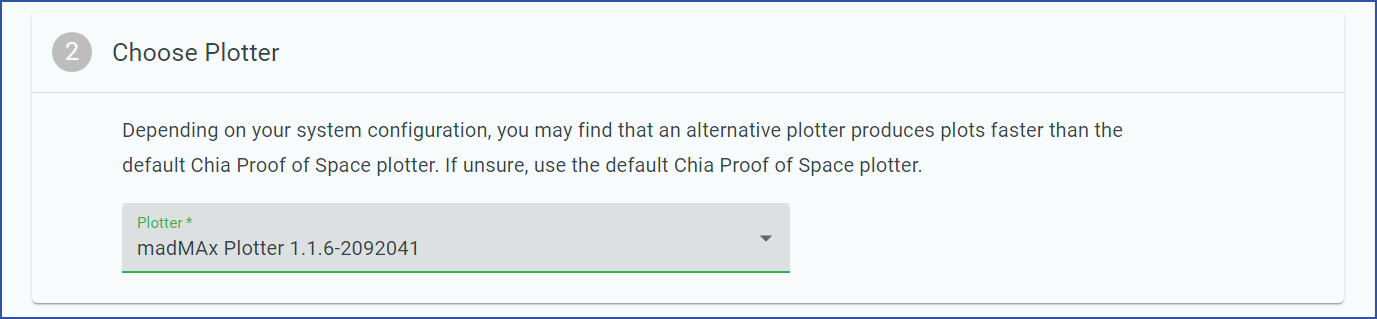 2 Choose Plotter
Depending on your system configuration, you may find that an alternative plotter produces plots faster than the
default Chia Proof of Space plotter. If unsure, use the default Chia Proof of Space plotter.
Plotter *
madMAx Plotter 1.1.6-2092041